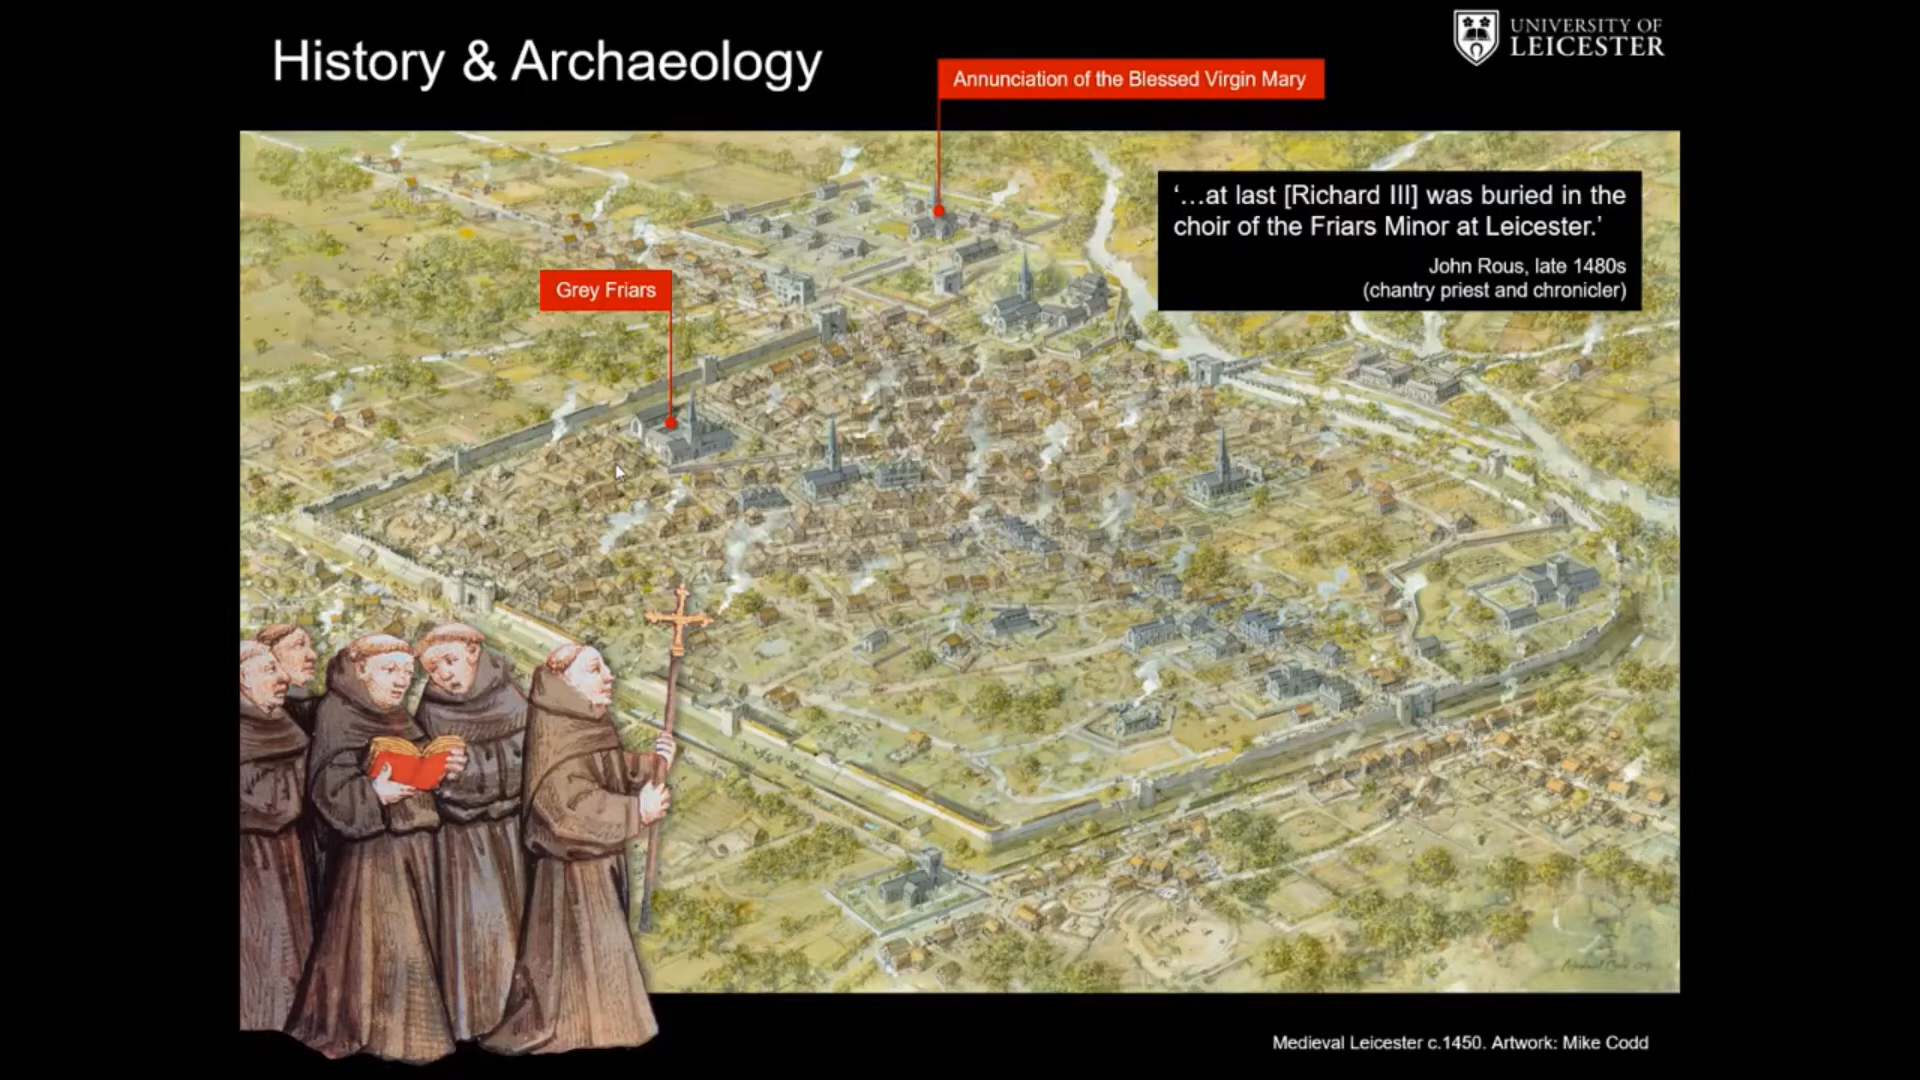 History & Archaeology
UNIVERSITY OF
LEICESTER
Annunciation of the Blessed Virgin Mary
Grey Friars
‘…at last [Richard III] was buried in the
choir of the Friars Minor at Leicester.’
John Rous, late 1480s
(chantry priest and chronicler)
Medieval Leicester c.1450. Artwork: Mike Codd